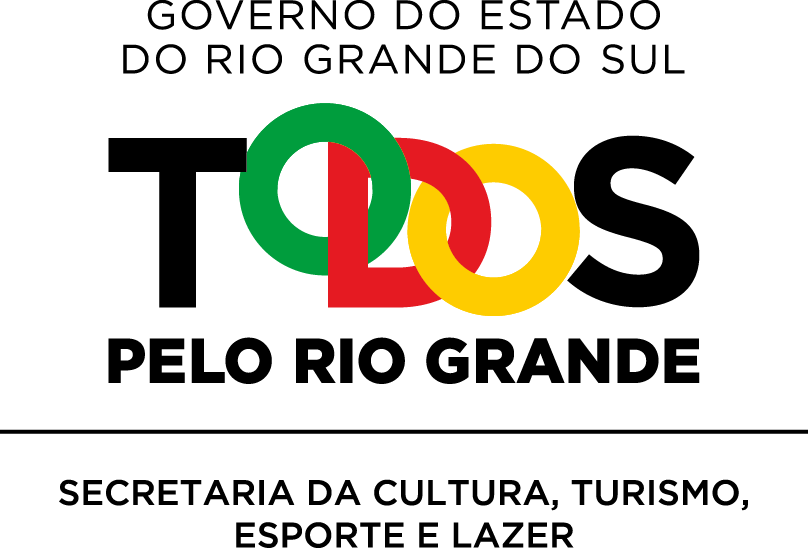 GOVERNO DO ESTADO
DO RIO GRANDE DO SUL
TODOS
PELO RIO GRANDE
SECRETARIA DA CULTURA, TURISMO,
ESPORTE E LAZER